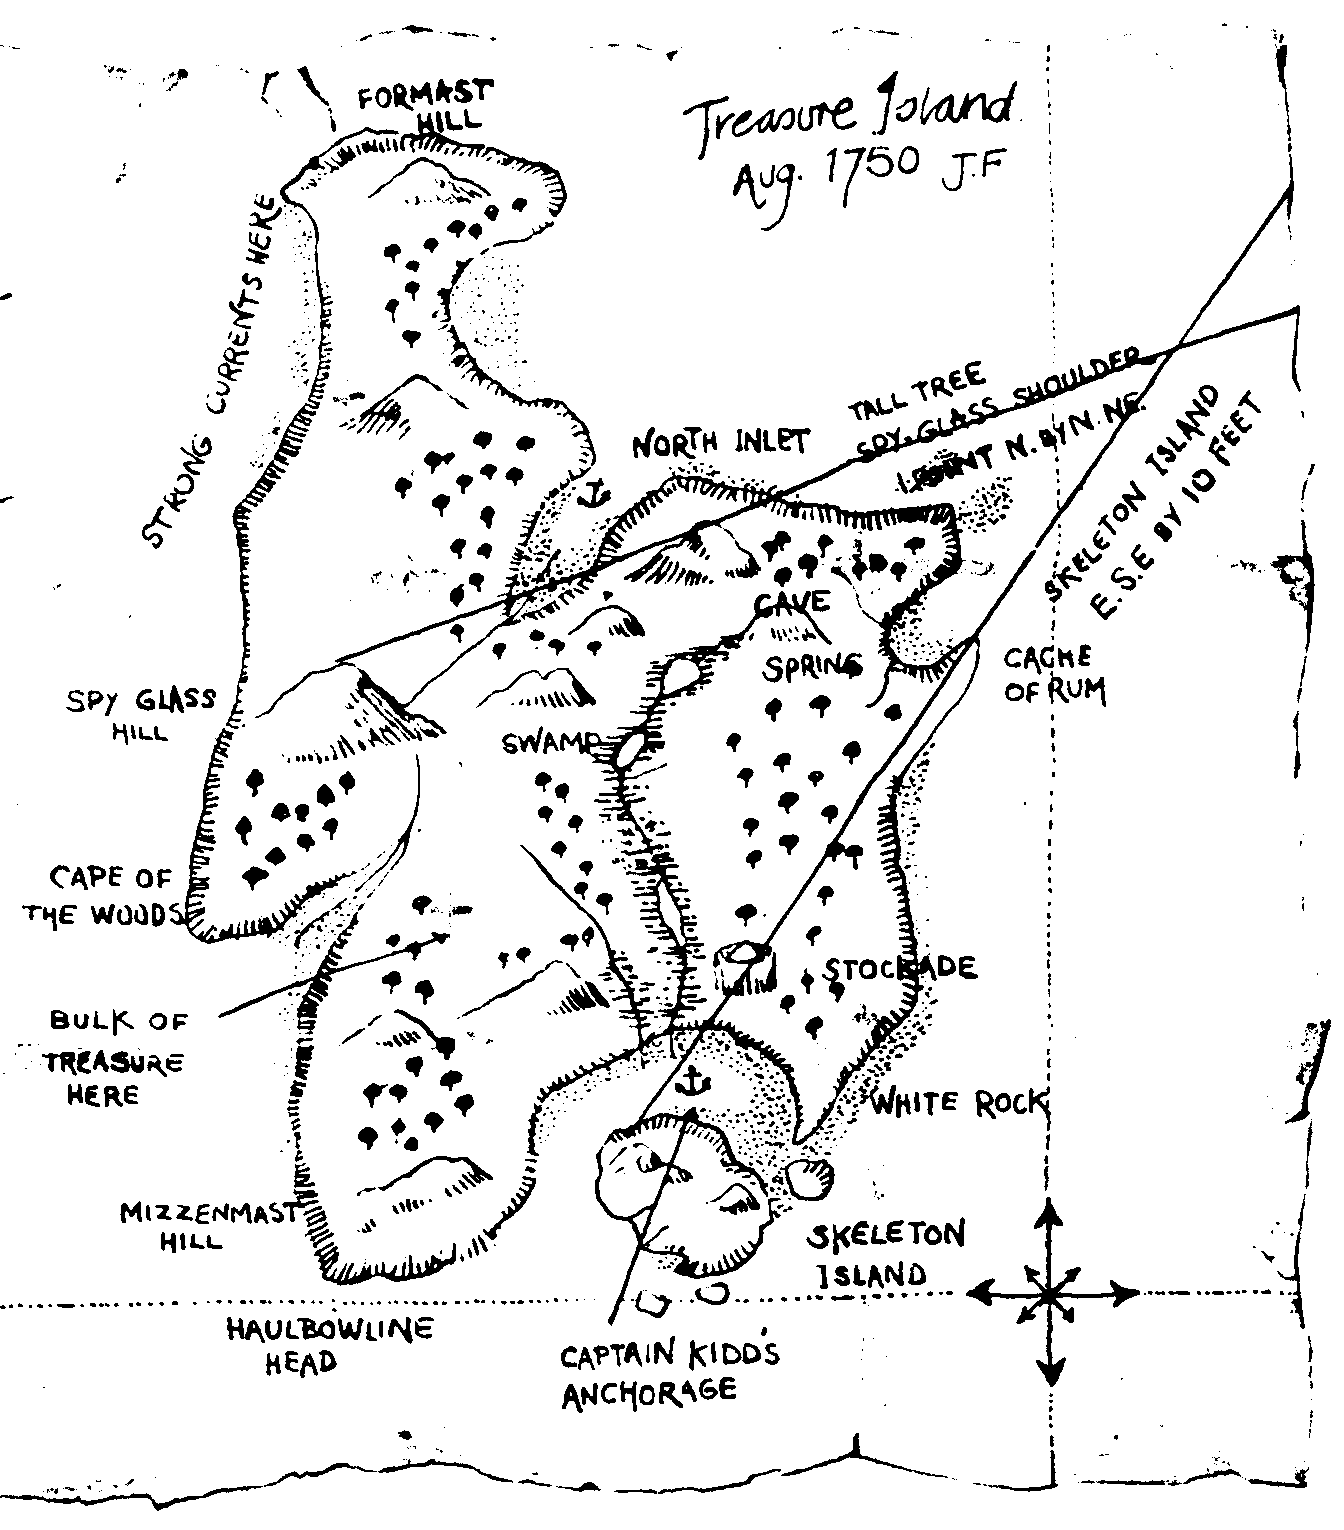 FORMAST
HILL
Treasure Island
Aug. 1750 J.F
STRONG CURRENTS HERE
TALL TREE
SPY-GLASS SHOULDER
1 POINT N. BY N. NE.
NORTH INLET
SKELETON ISLAND
E.S.E BY 10 FEET
CAVE
SPRING
CACHE
OF RUM
SPY GLASS
HILL
SWAMP
CAPE OF
THE WOODS
STOCKADE
BULK OF
TREASURE
HERE
WHITE ROCK
MIZZENMAST
HILL
SKELETON
ISLAND
HAULBOWLINE
HEAD
CAPTAIN KIDD'S
ANCHORAGE